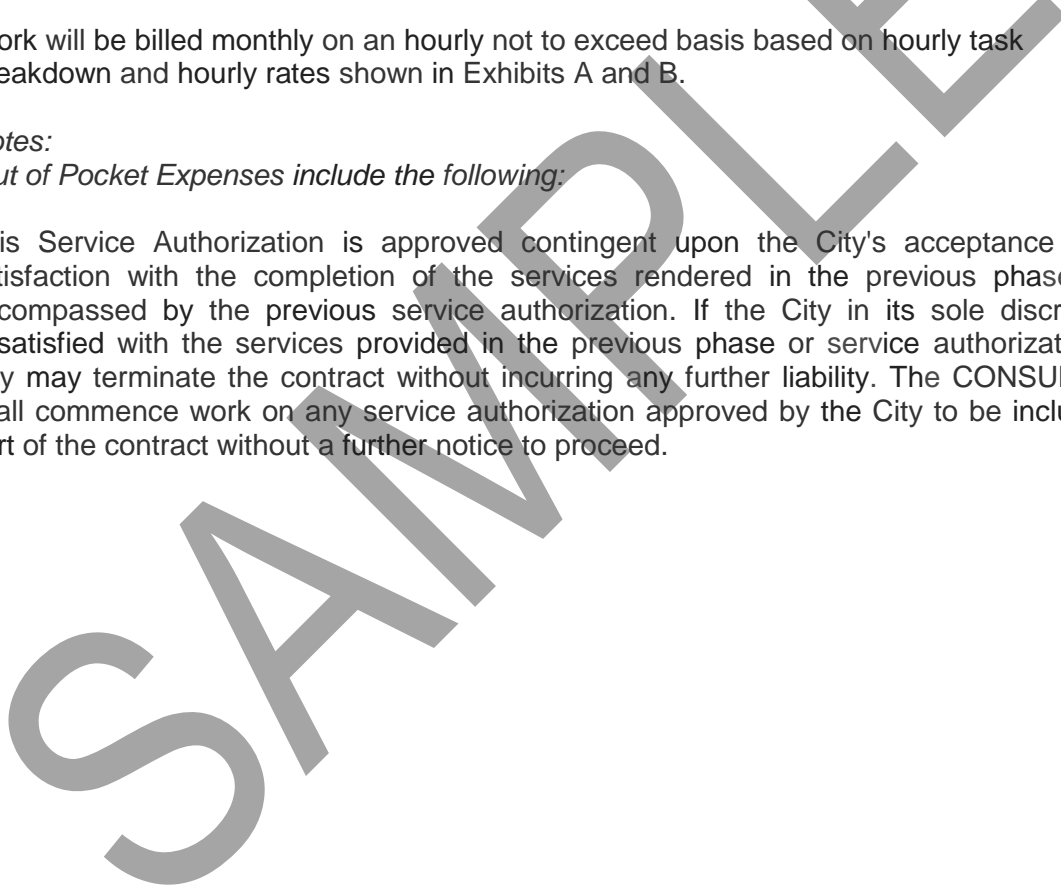 ork will be billed monthly on an hourly not to exceed basis based on hourly task
eakdown and hourly rates shown in Exhibits A and B.
otes:
ut of Pocket Expenses include the following:
is Service Authorization is approved contingent upon the City's acceptance
tisfaction with the completion of the services rendered in the previous phase
compassed by the previous service authorization. If the City in its sole discr
satisfied with the services provided in the previous phase or service authorizat
y may terminate the contract without incurring any further liability. The CONSU
all commence work on any service authorization approved by the City to be inclu
rt of the contract without a further notice to proceed.
SAMPLE